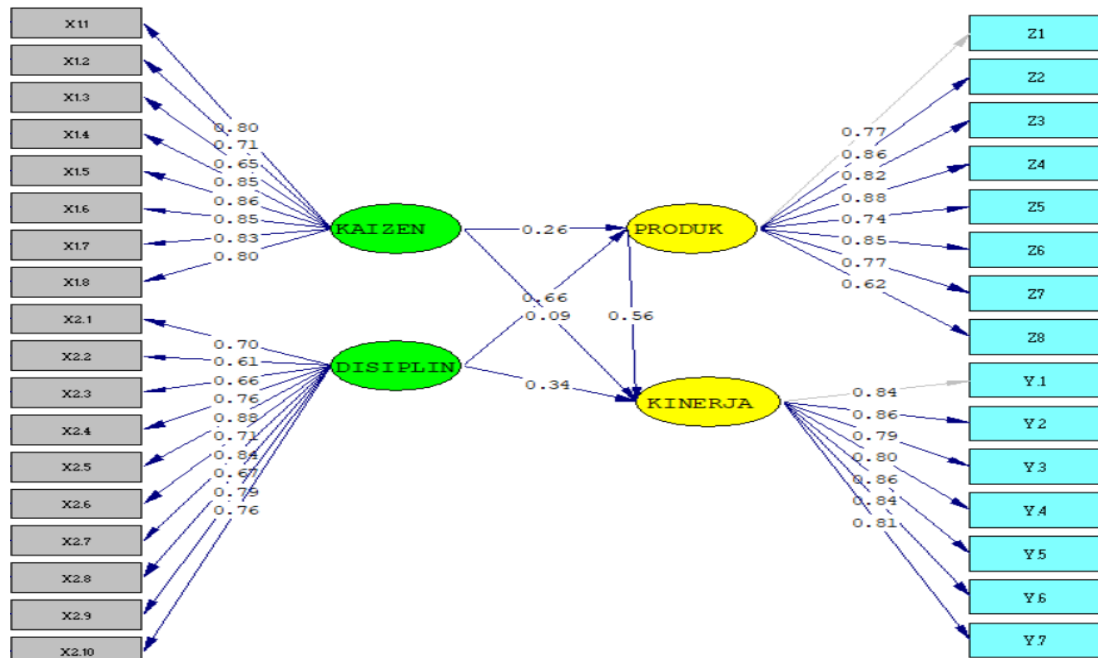 X1.1
X1.2
X1.3
X1.4
X1.5
X1.6
X1.7
X1.8
X2.1
X2.2
X2.3
X2.4
X2.5
X2.6
X2.7
X2.8
X2.9
X2.10
0.80
0.71
0.65
0.85
0.86
0.85
0.83
0.80
0.70
0.61
0.66
0.76
0.88
0.71
0.84
0.67
0.79
0.76
KAIZEN
DISIPLIN
0.26
0.66
0.09
0.56
0.34
PRODUK
KINERJA
0.77
0.86
0.82
0.88
0.74
0.85
0.77
0.62
0.84
0.86
0.79
0.80
0.86
0.84
0.81
Z1
Z2
Z3
Z4
Z5
Z6
Z7
Z8
Y.1
Y.2
Y.3
Y.4
Y.5
Y.6
Y.7